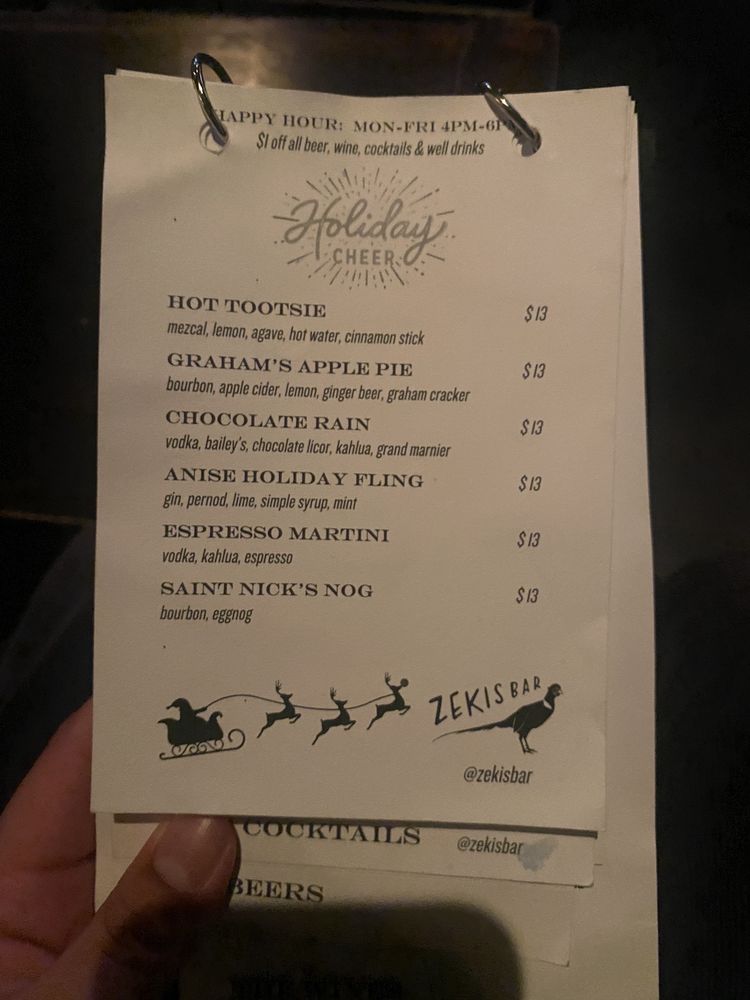 HAPPY HOUR: MON-FRI 4PM-6PM
$1 off all beer, wine, cocktails & well drinks
Holiday
CHEER
HOT TOOTSIE $13
mezcal, lemon, agave, hot water, cinnamon stick
GRAHAM'S APPLE PIE $13
bourbon, apple cider, lemon, ginger beer, graham cracker
CHOCOLATE RAIN $13
vodka, bailey's, chocolate licor, kahlua, grand marnier
ANISE HOLIDAY FLING $13
gin, pernod, lime, simple syrup, mint
ESPRESSO MARTINI $13
vodka, kahlua, espresso
SAINT NICK'S NOG $13
bourbon, eggnog
ZEKIS BAR
@zekisbar
COCKTAILS @zekisbar
BEERS